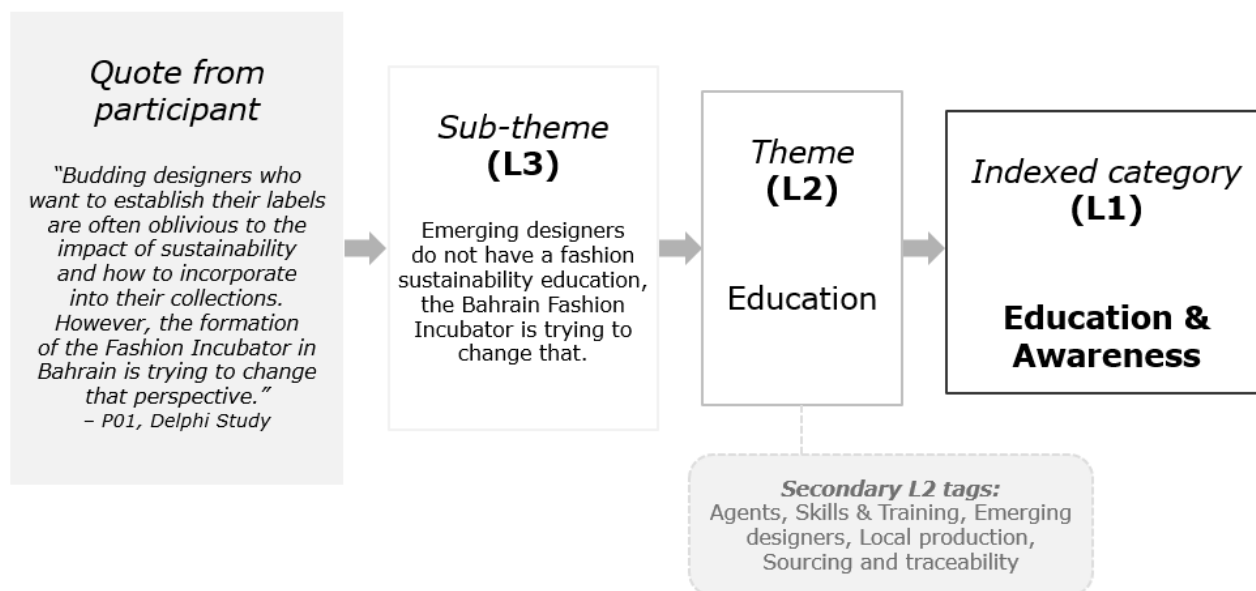 Quote from
participant
“Budding designers who
want to establish their labels
are often oblivious to the
impact of sustainability
and how to incorporate
into their collections.
However, the formation
of the Fashion Incubator in
Bahrain is trying to change
that perspective.”
– P01, Delphi Study
Sub-theme
(L3)
Emerging designers
do not have a fashion
sustainability education,
the Bahrain Fashion
Incubator is trying to
change that.
Theme
(L2)
Education
Secondary L2 tags:
Agents, Skills & Training, Emerging
designers, Local production,
Sourcing and traceability
Indexed category
(L1)
Education &
Awareness